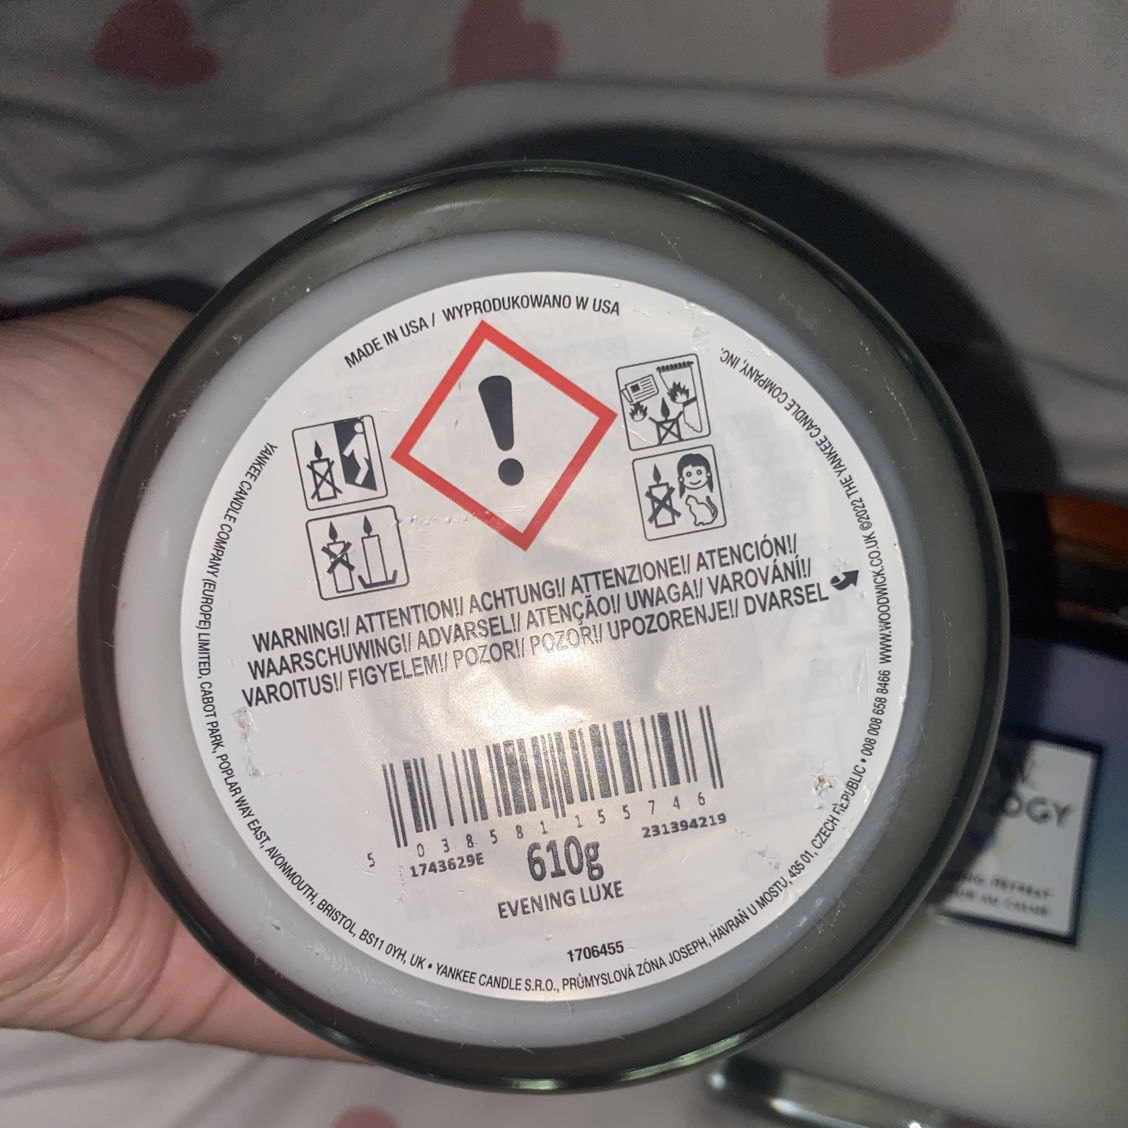 MADE IN USA / WYPRODUKOWANO W USA
WARNING!/ ATTENTION!/ ACHTUNG!/ ATTENZIONE!/ ATENCIÓN!/
WAARSCHUWING!/ ADVARSEL!/ ATENÇÃO!/ UWAGA!/ VAROVÁNÍ!/
VAROITUS!/ FIGYELEM!/ POZOR!/ POZOR!/ UPOZORENJE!/ DVARSEL
5 038581 155746
1743629E
231394219
610g
EVENING LUXE
1706455
YANKEE CANDLE COMPANY (EUROPE) LIMITED, CABOT PARK, POPLAR WAY EAST, AVONMOUTH, BRISTOL, BS11 0YH, UK • YANKEE CANDLE S.R.O., PRŮMYSLOVÁ ZÓNA JOSEPH, HAVRAŇ U MOSTU, 435 01, CZECH REPUBLIC • 008 008 658 8466 WWW.WOODWICK.CO.UK ©2022 THE YANKEE CANDLE COMPANY, INC.
OGY